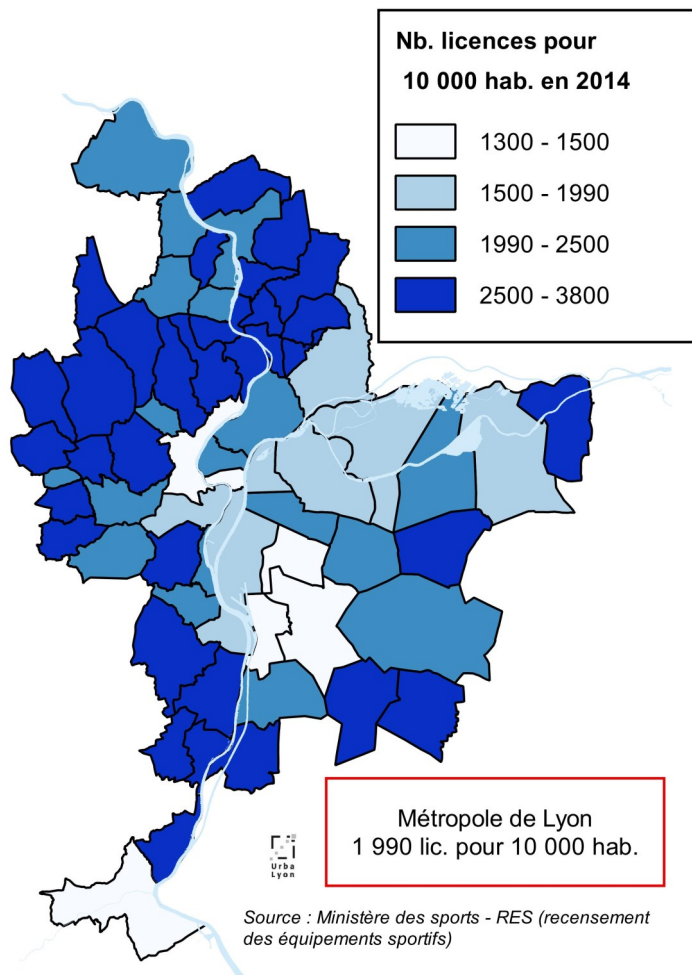 Nb. licences pour
10 000 hab. en 2014
1300 - 1500
1500 - 1990
1990 - 2500
2500 - 3800
Métropole de Lyon
1 990 lic. pour 10 000 hab.
Urba
Lyon
Source : Ministère des sports - RES (recensement
des équipements sportifs)